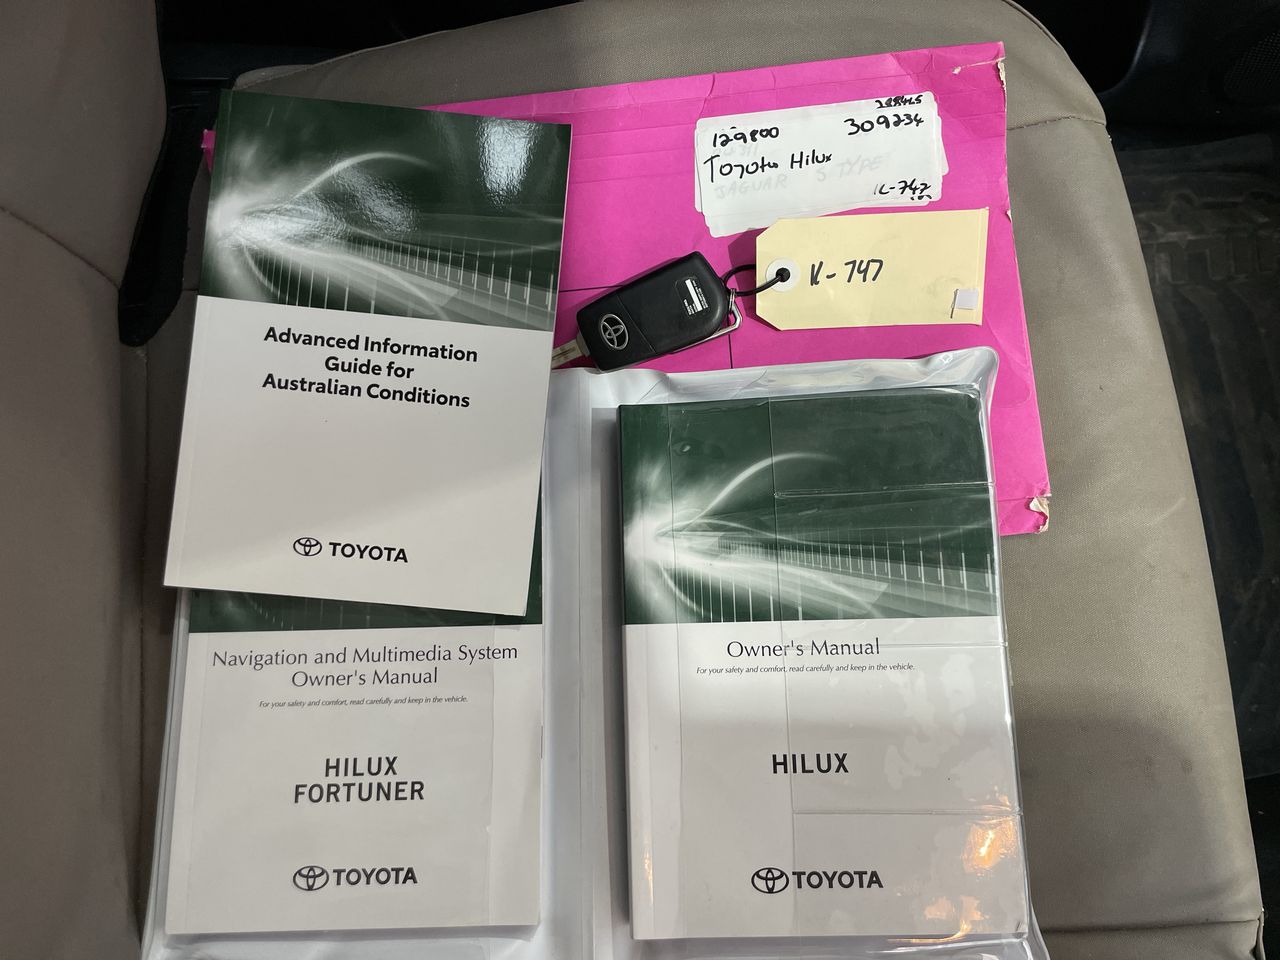 129800
309234
Toyota Hilux
JAGUAR S TYPE
K-747
K-747
Advanced Information
Guide for
Australian Conditions
TOYOTA
Navigation and Multimedia System
Owner's Manual
For your safety and comfort, read carefully and keep in the vehicle.
HILUX
FORTUNER
TOYOTA
Owner's Manual
For your safety and comfort, read carefully and keep in the vehicle.
HILUX
TOYOTA